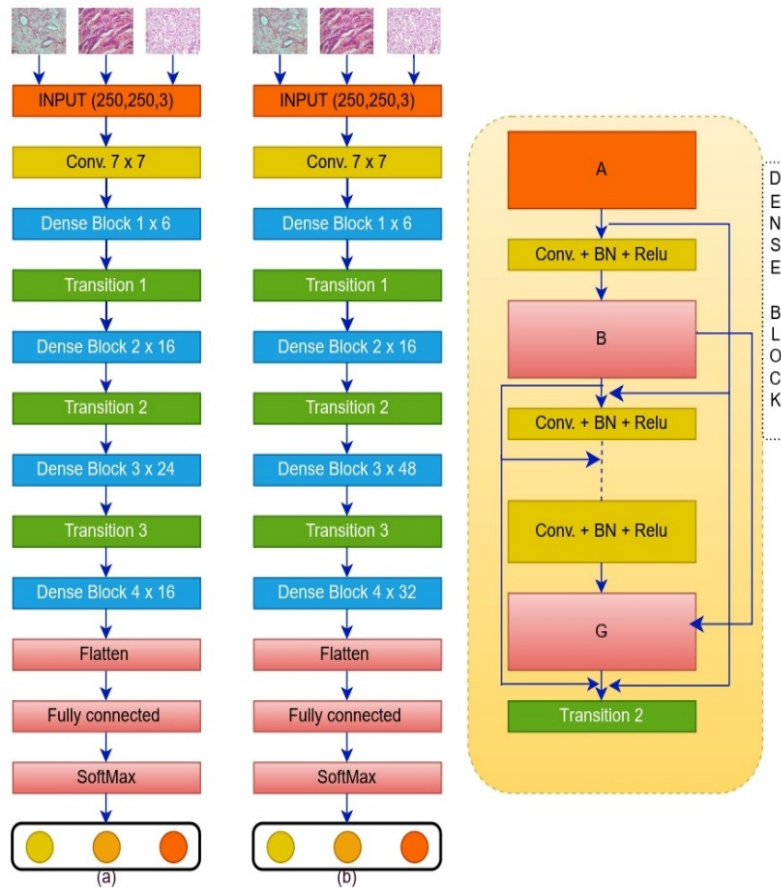 INPUT (250,250,3)
Conv. 7 x 7
Dense Block 1 x 6
Transition 1
Dense Block 2 x 16
Transition 2
Dense Block 3 x 24
Transition 3
Dense Block 4 x 16
Flatten
Fully connected
SoftMax
(a)
INPUT (250,250,3)
Conv. 7 x 7
Dense Block 1 x 6
Transition 1
Dense Block 2 x 16
Transition 2
Dense Block 3 x 48
Transition 3
Dense Block 4 x 32
Flatten
Fully connected
SoftMax
(b)
A
Conv. + BN + Relu
B
Conv. + BN + Relu
Conv. + BN + Relu
G
Transition 2
DENSE BLOCK